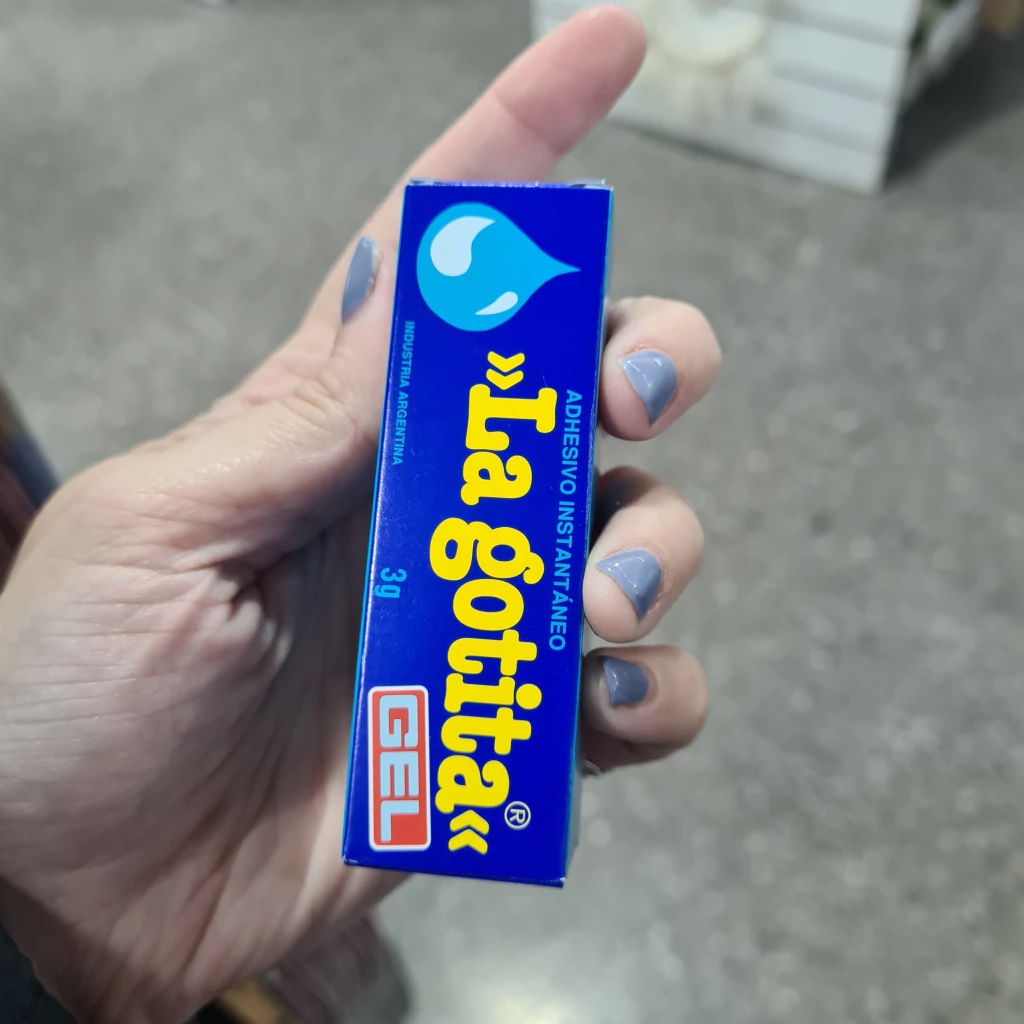 ADHESIVO INSTANTÁNEO
»La gotita«®
INDUSTRIA ARGENTINA
3g
GEL